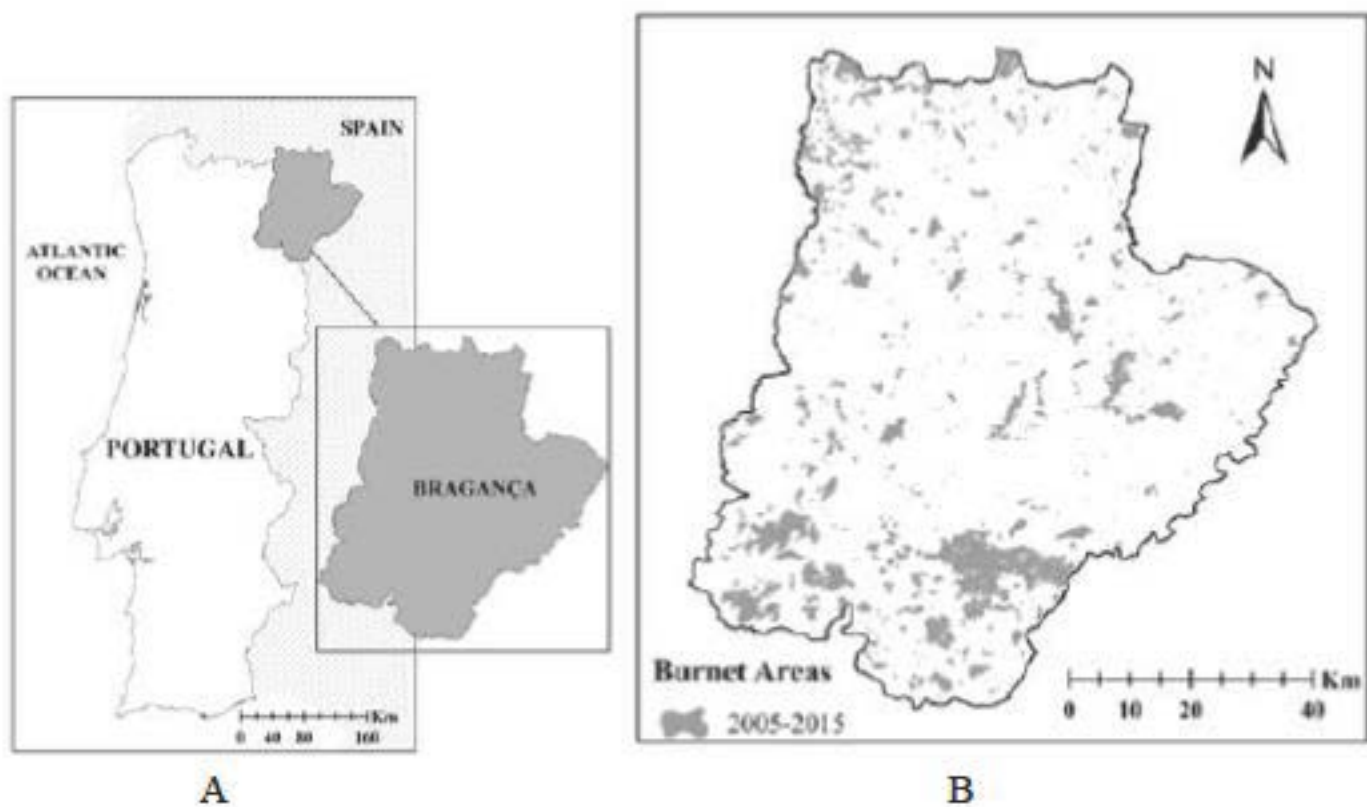 SPAIN
ATLANTIC
OCEAN
PORTUGAL
BRAGANÇA
Km
0 40 80 160
A
N
Burnet Areas
2005-2015
Km
0 10 20 40
B